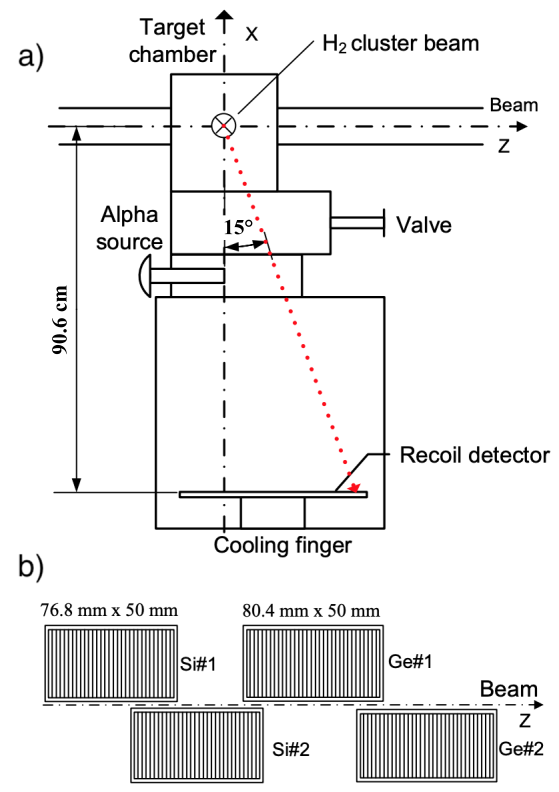 a)
Target
chamber
X
H₂ cluster beam
Beam
Z
Alpha
source
15°
Valve
90.6 cm
Recoil detector
Cooling finger
b)
76.8 mm x 50 mm
80.4 mm x 50 mm
Si#1
Ge#1
Beam
Z
Si#2
Ge#2